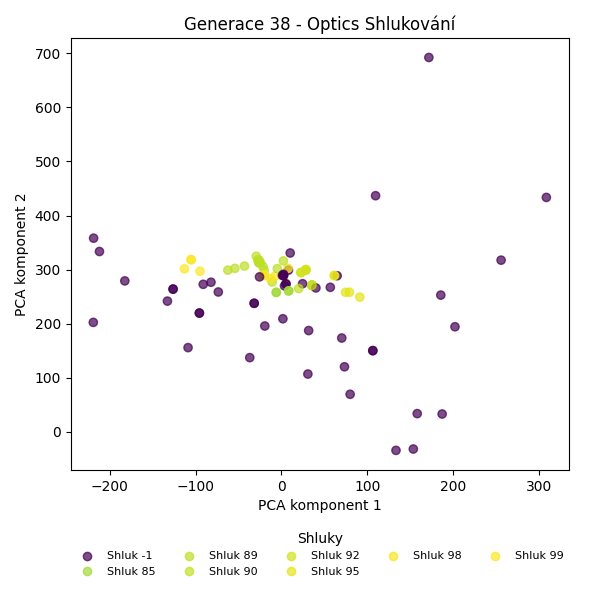 Generace 38 - Optics Shlukování
PCA komponent 2
700
600
500
400
300
200
100
0
−200
−100
0
100
200
300
PCA komponent 1
Shluky
Shluk -1
Shluk 89
Shluk 92
Shluk 98
Shluk 99
Shluk 85
Shluk 90
Shluk 95